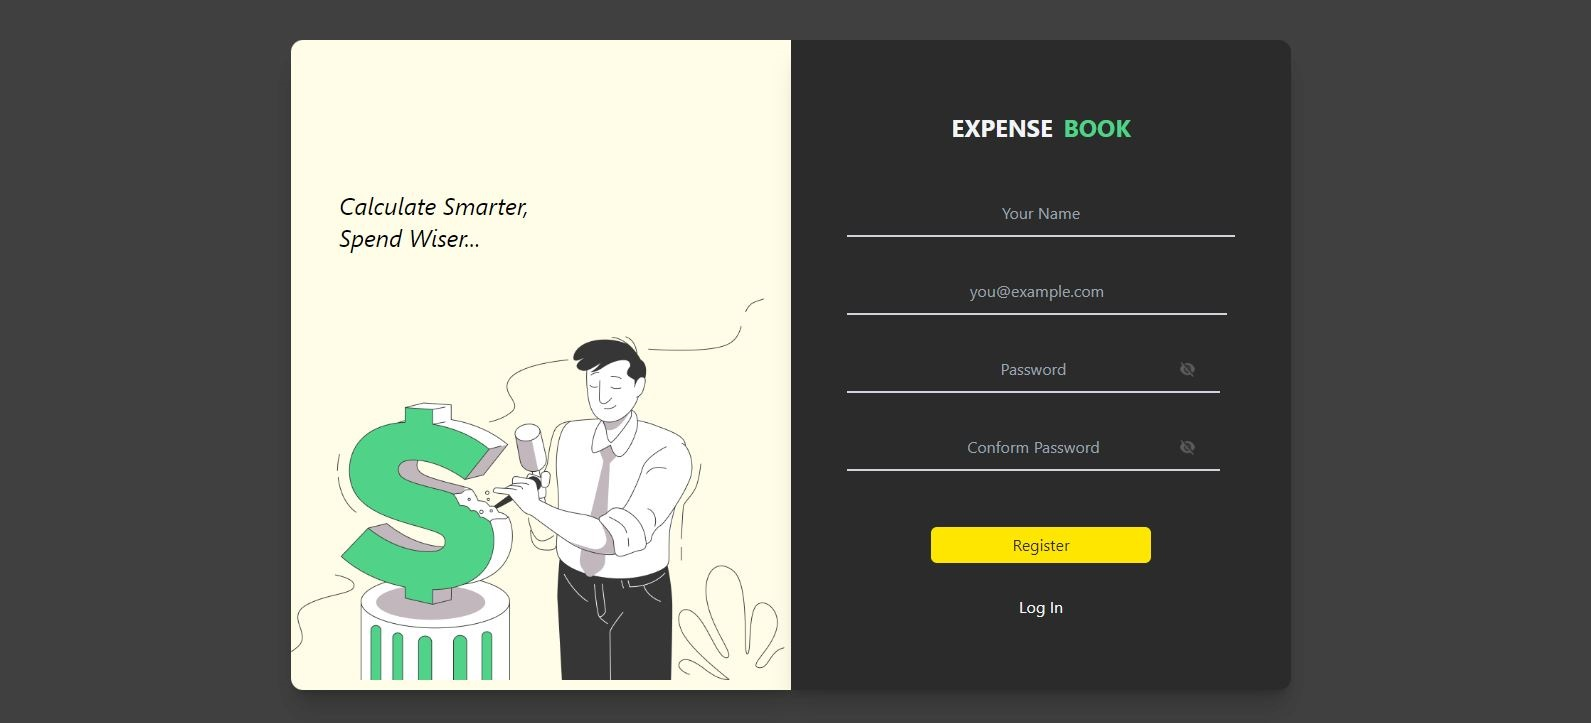 Calculate Smarter,
Spend Wiser...
EXPENSE BOOK
Your Name
you@example.com
Password
Conform Password
Register
Log In